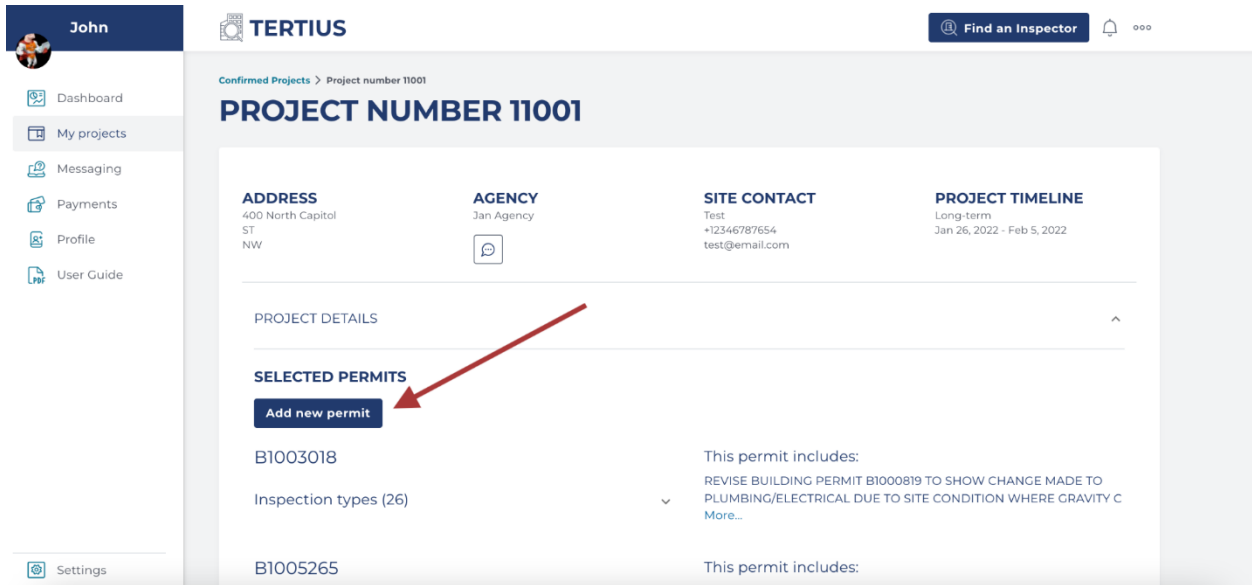 John
TERTIUS
Find an Inspector
Dashboard
My projects
Messaging
Payments
Profile
PDF
User Guide
Settings
Confirmed Projects > Project number 11001
PROJECT NUMBER 11001
ADDRESS
400 North Capitol
ST
NW
AGENCY
Jan Agency
SITE CONTACT
Test
+12346787654
test@email.com
PROJECT TIMELINE
Long-term
Jan 26, 2022 - Feb 5, 2022
PROJECT DETAILS
SELECTED PERMITS
Add new permit
B1003018
Inspection types (26)
This permit includes:
REVISE BUILDING PERMIT B1000819 TO SHOW CHANGE MADE TO
PLUMBING/ELECTRICAL DUE TO SITE CONDITION WHERE GRAVITY C
More...
B1005265
This permit includes: